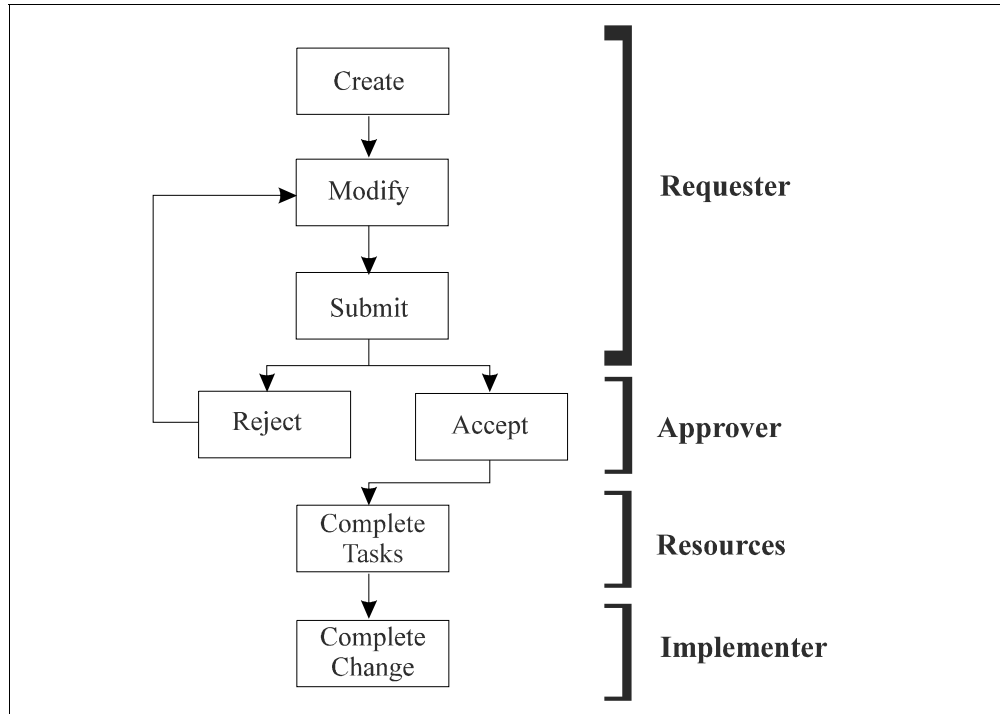 Create
Modify
Requester
Submit
Reject
Accept
Approver
Complete
Tasks
Resources
Complete
Change
Implementer